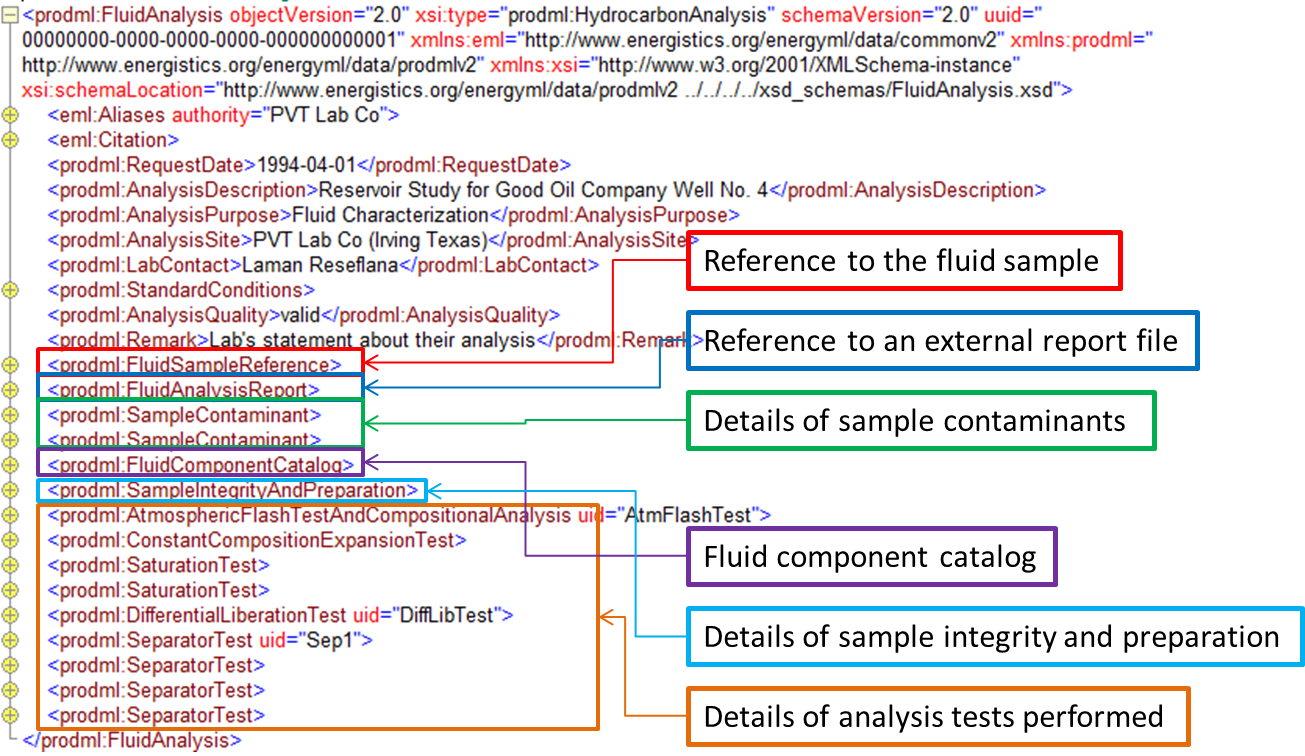 <prodml:FluidAnalysis objectVersion="2.0" xsi:type="prodml:HydrocarbonAnalysis" schemaVersion="2.0" uuid="
00000000-0000-0000-0000-000000000001" xmlns:eml="http://www.energistics.org/energyml/data/commonv2" xmlns:prodml="
http://www.energistics.org/energyml/data/prodmlv2" xmlns:xsi="http://www.w3.org/2001/XMLSchema-instance"
xsi:schemaLocation="http://www.energistics.org/energyml/data/prodmlv2 ../../../../xsd_schemas/FluidAnalysis.xsd">
<eml:Aliases authority="PVT Lab Co">
<eml:Citation>
<prodml:RequestDate>1994-04-01</prodml:RequestDate>
<prodml:AnalysisDescription>Reservoir Study for Good Oil Company Well No. 4</prodml:AnalysisDescription>
<prodml:AnalysisPurpose>Fluid Characterization</prodml:AnalysisPurpose>
<prodml:AnalysisSite>PVT Lab Co (Irving Texas)</prodml:AnalysisSite>
<prodml:LabContact>Laman Reseflana</prodml:LabContact>
<prodml:StandardConditions>
<prodml:AnalysisQuality>valid</prodml:AnalysisQuality>
<prodml:Remark>Lab's statement about their analysis</prodml:Remark>
<prodml:FluidSampleReference>
<prodml:FluidAnalysisReport>
<prodml:SampleContaminant>
<prodml:SampleContaminant>
<prodml:FluidComponentCatalog>
<prodml:SampleIntegrityAndPreparation>
<prodml:AtmosphericFlashTestAndCompositionalAnalysis uid="AtmFlashTest">
<prodml:ConstantCompositionExpansionTest>
<prodml:SaturationTest>
<prodml:SaturationTest>
<prodml:DifferentialLiberationTest uid="DiffLibTest">
<prodml:SeparatorTest uid="Sep1">
<prodml:SeparatorTest>
<prodml:SeparatorTest>
<prodml:SeparatorTest>
</prodml:FluidAnalysis>
Reference to the fluid sample
Reference to an external report file
Details of sample contaminants
Fluid component catalog
Details of sample integrity and preparation
Details of analysis tests performed